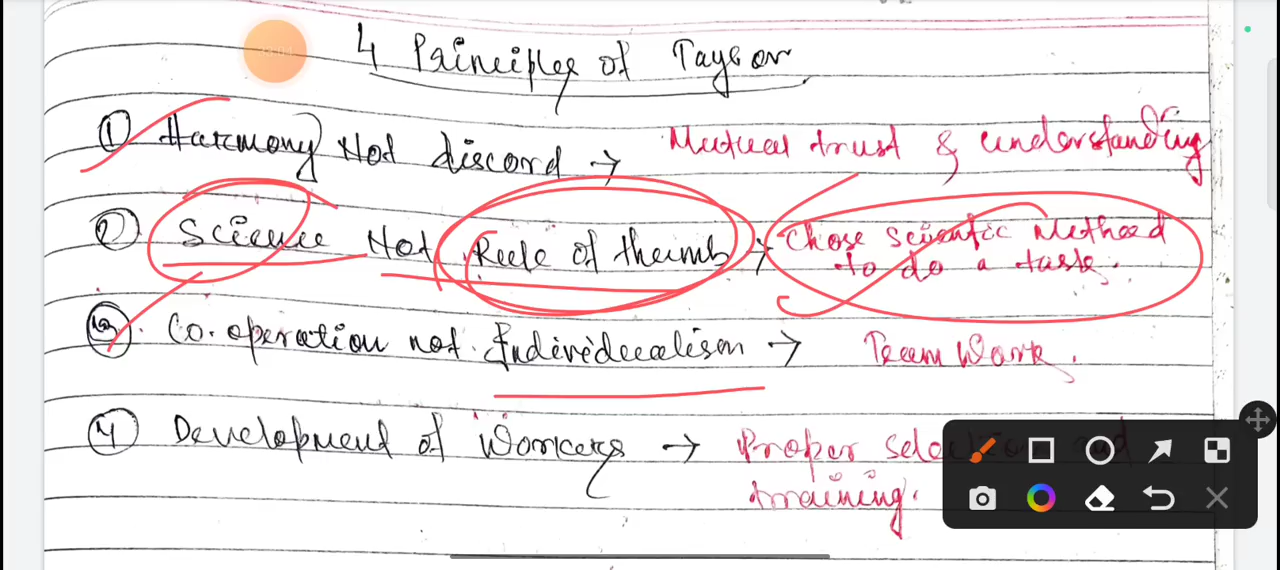 4 Principles of Taylor
① Harmony Not discord → Mutual trust & understanding
② Science Not Rule of thumb → Chose Scientific Method
to do a task.
③. Co.operation not Individualism → Team Work.
④ Development of Workers → Proper selection and
training.